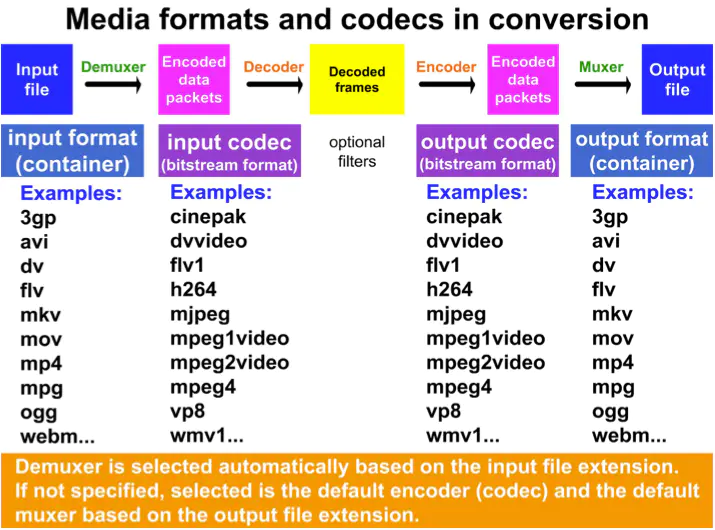 Media formats and codecs in conversion
Input
file
Demuxer
Encoded
data
packets
Decoder
Decoded
frames
Encoder
Encoded
data
packets
Muxer
Output
file
input format
(container)
input codec
(bitstream format)
optional
filters
output codec
(bitstream format)
output format
(container)
Examples:
3gp
avi
dv
flv
mkv
mov
mp4
mpg
ogg
webm...
Examples:
cinepak
dvvideo
flv1
h264
mjpeg
mpeg1video
mpeg2video
mpeg4
vp8
wmv1...
Examples:
cinepak
dvvideo
flv1
h264
mjpeg
mpeg1video
mpeg2video
mpeg4
vp8
wmv1...
Examples:
3gp
avi
dv
flv
mkv
mov
mp4
mpg
ogg
webm...
Demuxer is selected automatically based on the input file extension.
If not specified, selected is the default encoder (codec) and the default
muxer based on the output file extension.